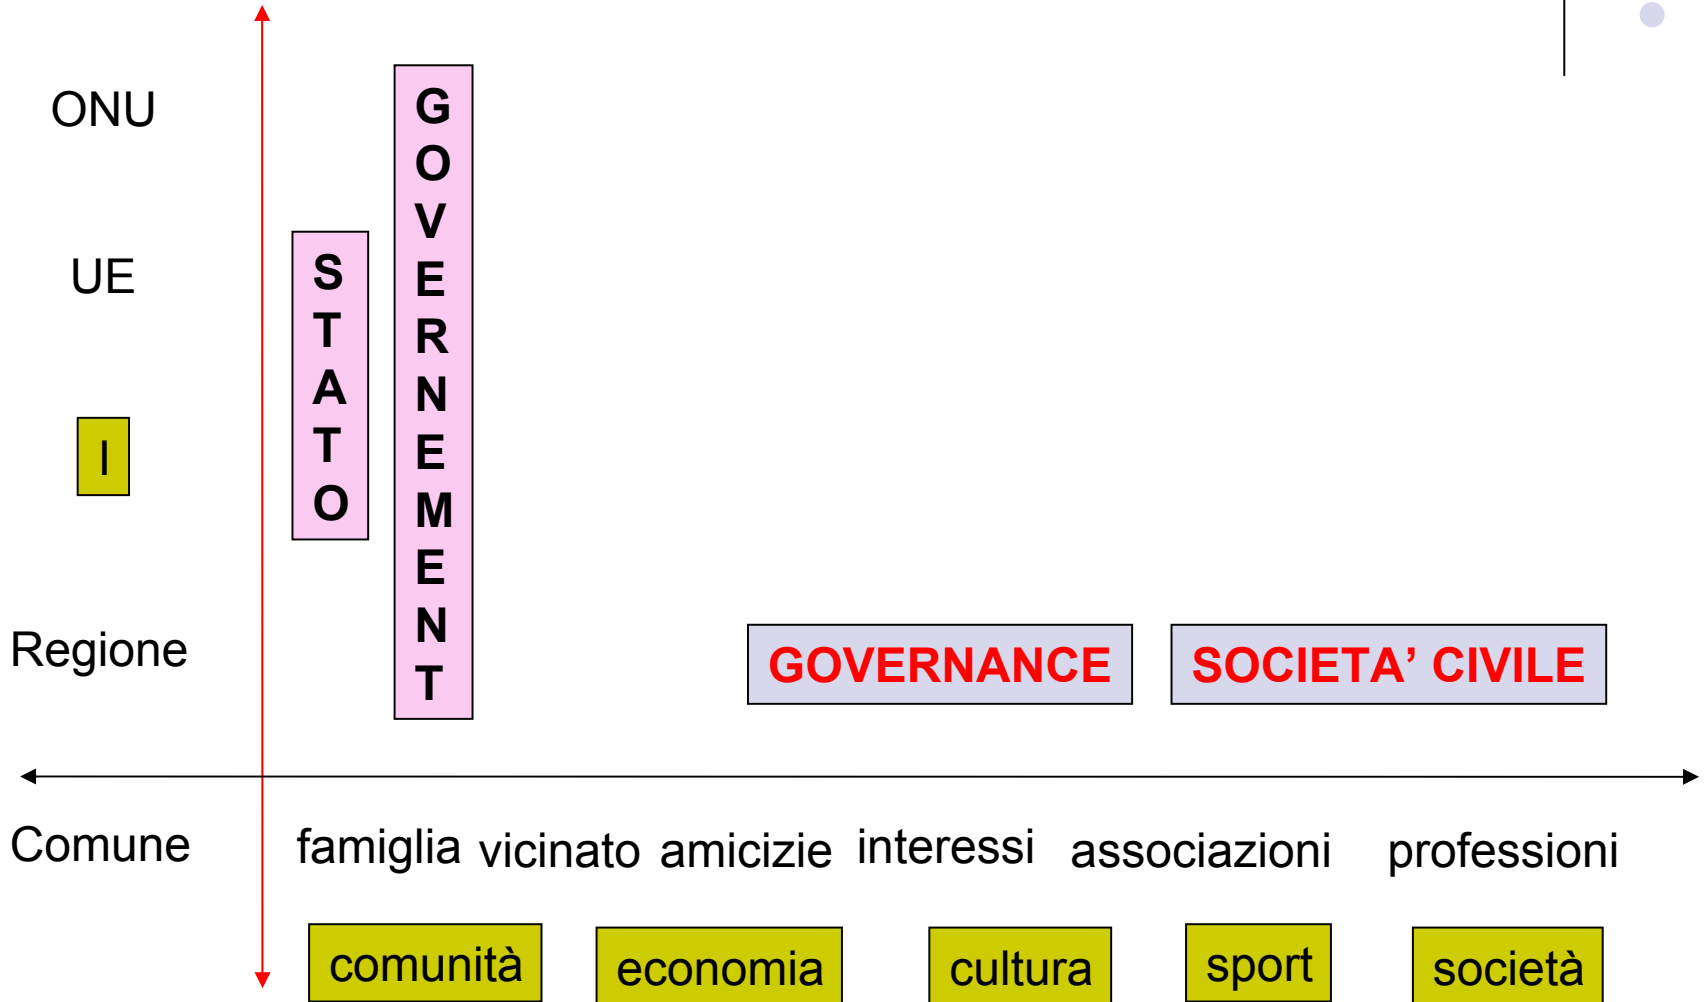 ONU
UE
I
Regione
Comune
STATO
GOVERNEMENT
GOVERNANCE
SOCIETA’ CIVILE
famiglia vicinato amicizie interessi associazioni professioni
comunità economia cultura sport società